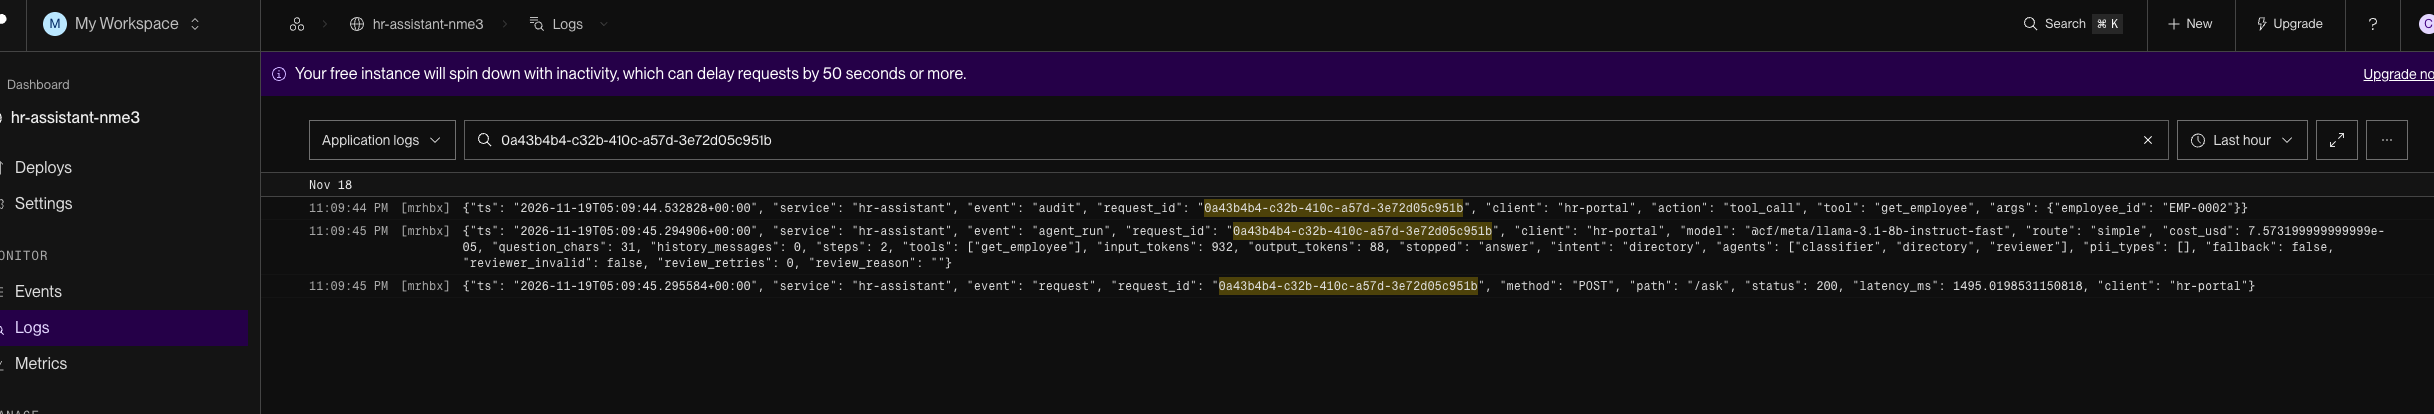 M My Workspace
hr-assistant-nme3
Logs
Search ⌘ K
+ New
Upgrade
?
C
Dashboard
hr-assistant-nme3
Deploys
Settings
ONITOR
Events
Logs
Metrics
ANAGE
Your free instance will spin down with inactivity, which can delay requests by 50 seconds or more.
Upgrade no
Application logs
0a43b4b4-c32b-410c-a57d-3e72d05c951b
Last hour
Nov 18
11:09:44 PM [mrhbx] {"ts": "2026-11-19T05:09:44.532828+00:00", "service": "hr-assistant", "event": "audit", "request_id": "0a43b4b4-c32b-410c-a57d-3e72d05c951b", "client": "hr-portal", "action": "tool_call", "tool": "get_employee", "args": {"employee_id": "EMP-0002"}}
11:09:45 PM [mrhbx] {"ts": "2026-11-19T05:09:45.294906+00:00", "service": "hr-assistant", "event": "agent_run", "request_id": "0a43b4b4-c32b-410c-a57d-3e72d05c951b", "client": "hr-portal", "model": "@cf/meta/llama-3.1-8b-instruct-fast", "route": "simple", "cost_usd": 7.573199999999999e-
05, "question_chars": 31, "history_messages": 0, "steps": 2, "tools": ["get_employee"], "input_tokens": 932, "output_tokens": 88, "stopped": "answer", "intent": "directory", "agents": ["classifier", "directory", "reviewer"], "pii_types": [], "fallback": false,
"reviewer_invalid": false, "review_retries": 0, "review_reason": ""}
11:09:45 PM [mrhbx] {"ts": "2026-11-19T05:09:45.295584+00:00", "service": "hr-assistant", "event": "request", "request_id": "0a43b4b4-c32b-410c-a57d-3e72d05c951b", "method": "POST", "path": "/ask", "status": 200, "latency_ms": 1495.0198531150818, "client": "hr-portal"}